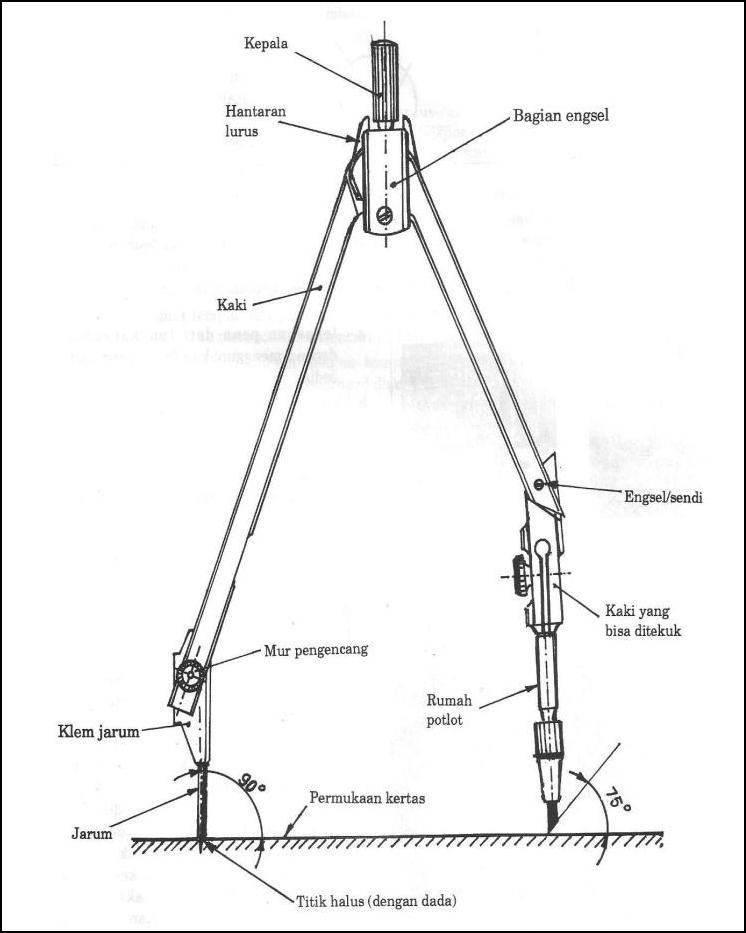 Kepala
Hantaran
lurus
Bagian engsel
Kaki
Engsel/sendi
Kaki yang
bisa ditekuk
Mur pengencang
Rumah
potlot
Klem jarum
90°
75°
Permukaan kertas
Jarum
Titik halus (dengan dada)